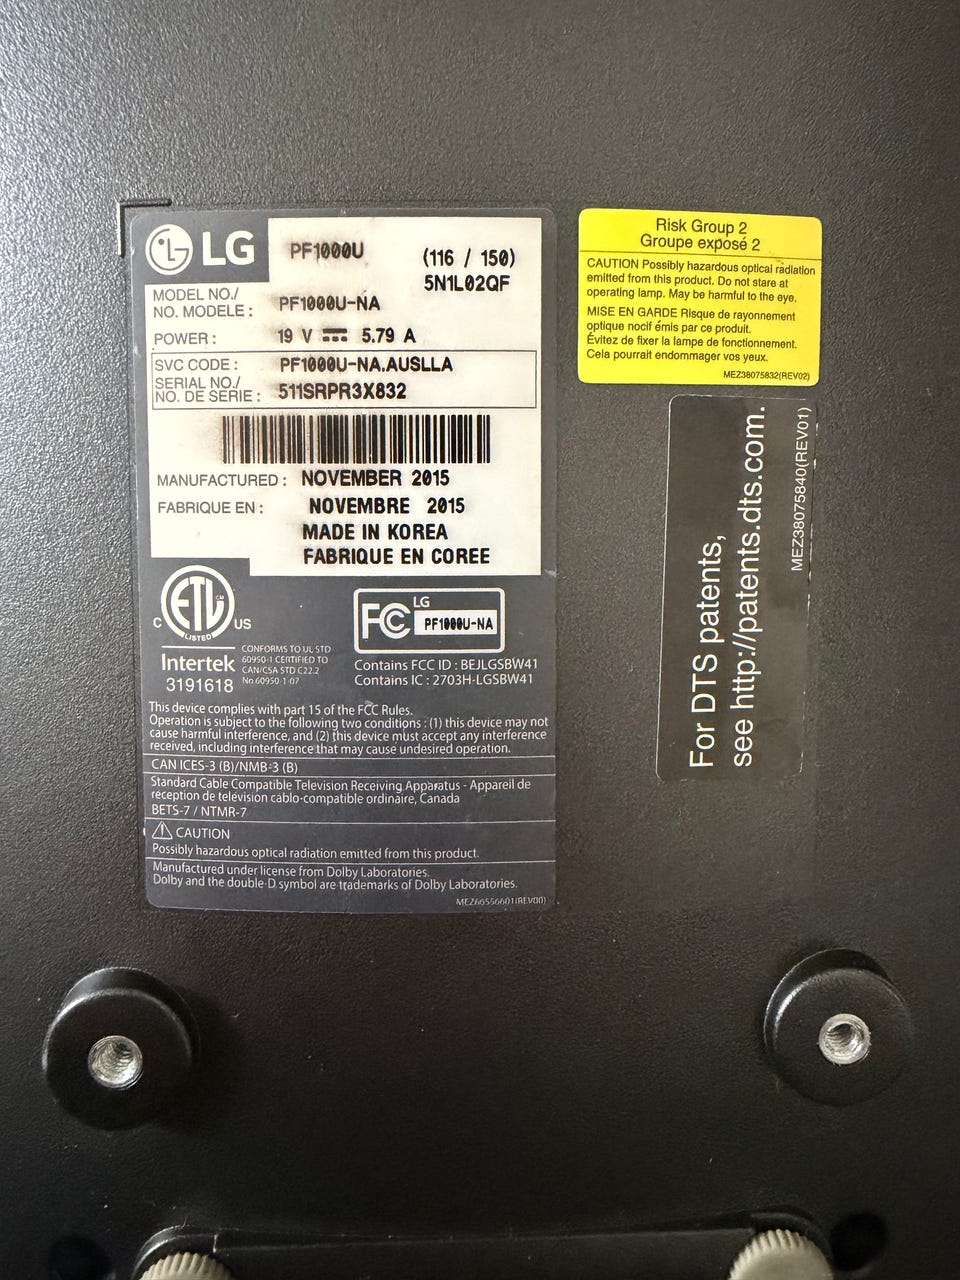 LG
PF1000U
(116 / 150)
5N1L02QF
MODEL NO./
NO. MODELE : PF1000U-NA
POWER : 19 V 5.79 A
SVC CODE : PF1000U-NA.AUSLLA
SERIAL NO./
NO. DE SERIE : 511SRPR3X832
MANUFACTURED : NOVEMBER 2015
FABRIQUE EN : NOVEMBRE 2015
MADE IN KOREA
FABRIQUE EN COREE
ETL
CM
LISTED
C US
Intertek
3191618
CONFORMS TO UL STD
60950-1 CERTIFIED TO
CAN/CSA STD C22.2
No.60950-1-07
FC
LG
PF1000U-NA
Contains FCC ID : BEJLGSBW41
Contains IC : 2703H-LGSBW41
This device complies with part 15 of the FCC Rules.
Operation is subject to the following two conditions : (1) this device may not
cause harmful interference, and (2) this device must accept any interference
received, including interference that may cause undesired operation.
CAN ICES-3 (B)/NMB-3 (B)
Standard Cable Compatible Television Receiving Apparatus - Appareil de
reception de television cablo-compatible ordinaire, Canada
BETS-7 / NTMR-7
CAUTION
Possibly hazardous optical radiation emitted from this product.
Manufactured under license from Dolby Laboratories.
Dolby and the double-D symbol are trademarks of Dolby Laboratories.
MEZ66556601(REV00)
Risk Group 2
Groupe exposé 2
CAUTION Possibly hazardous optical radiation
emitted from this product. Do not stare at
operating lamp. May be harmful to the eye,
MISE EN GARDE Risque de rayonnement
optique nocif émis par ce produit.
Évitez de fixer la lampe de fonctionnement.
Cela pourrait endommager vos yeux.
MEZ38075832(REV02)
For DTS patents,
see http://patents.dts.com.
MEZ38075840(REV01)